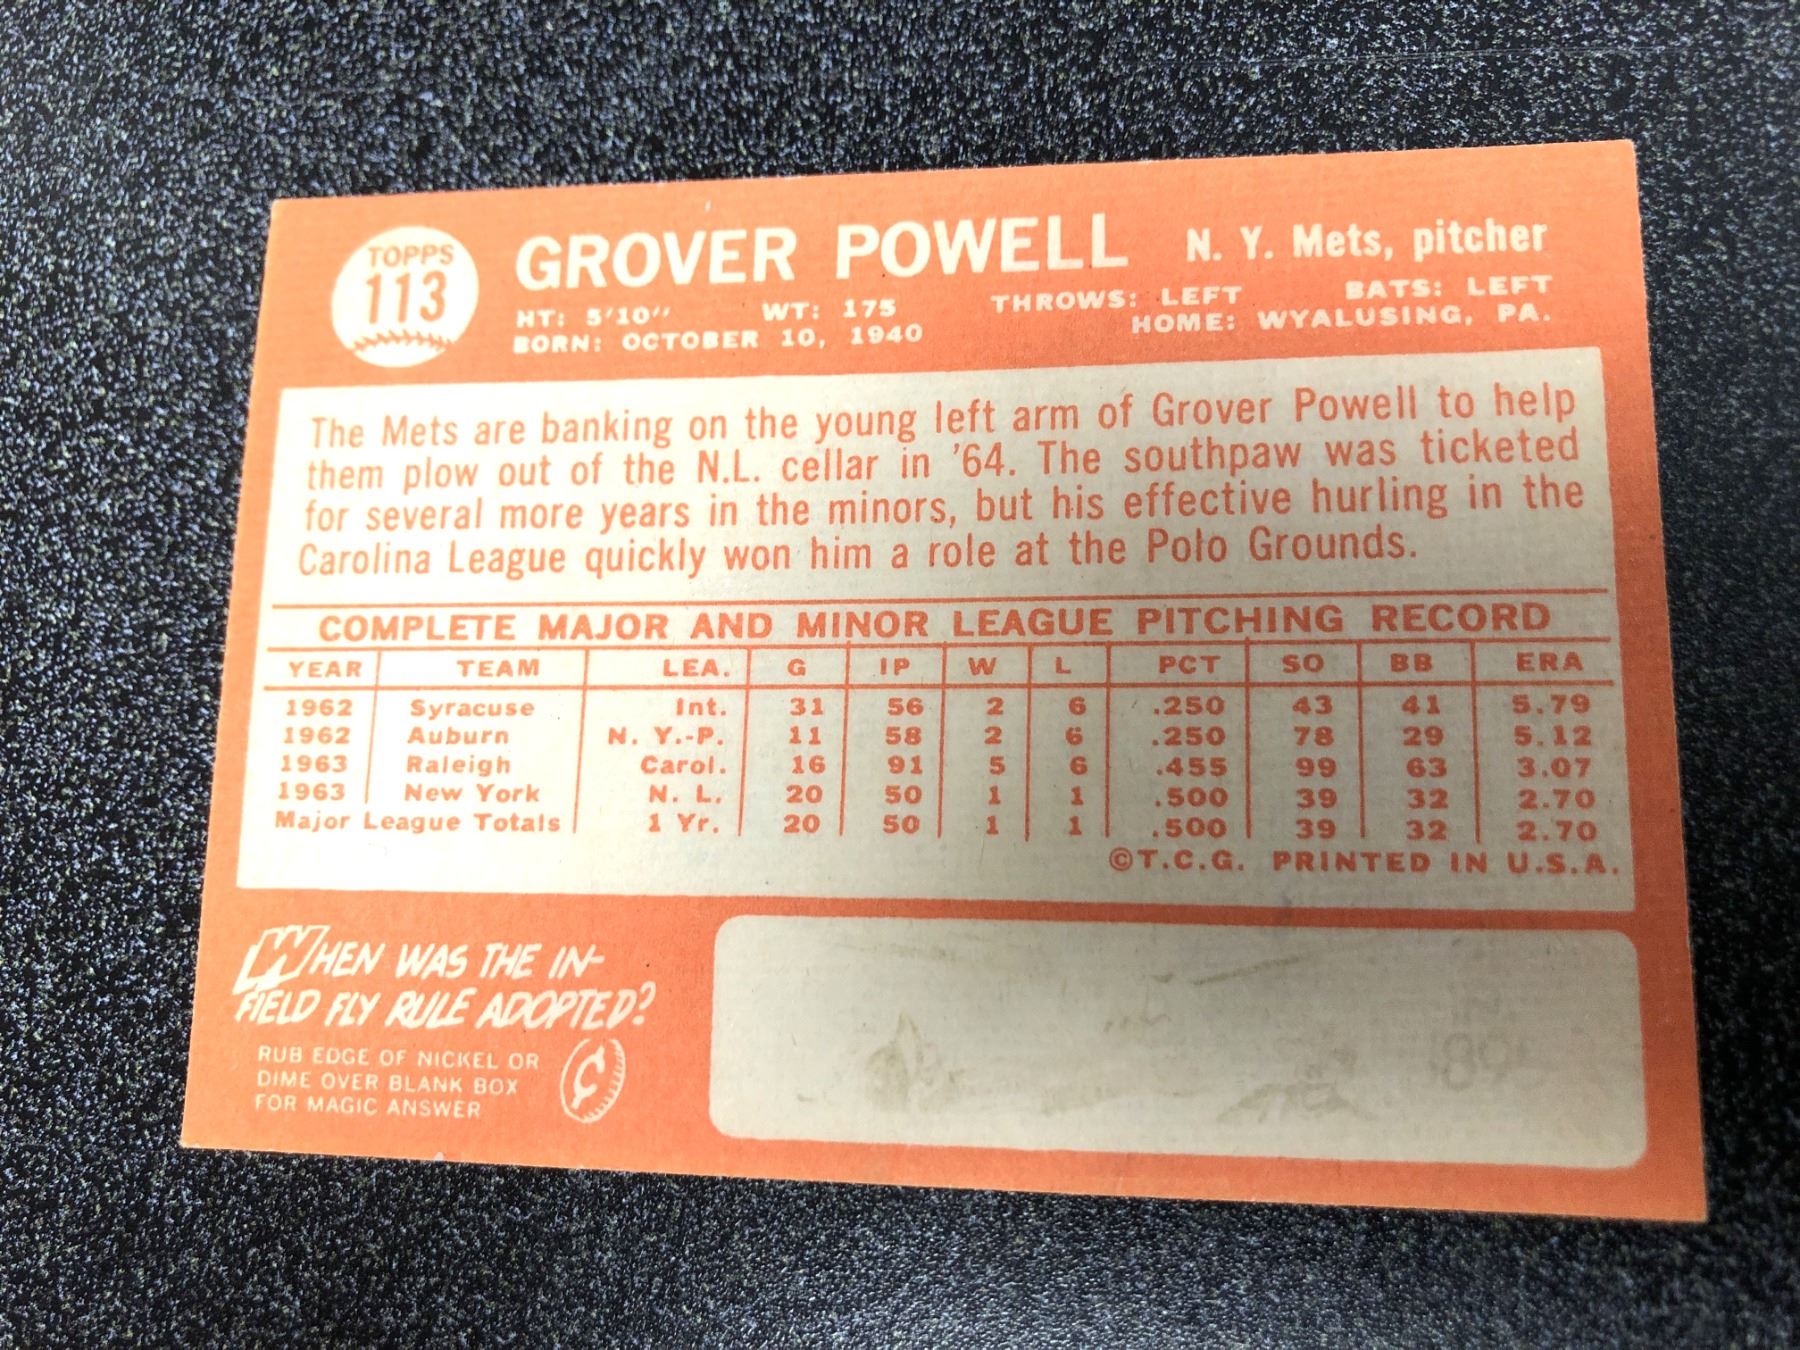 TOPPS
113
GROVER POWELL N. Y. Mets, pitcher
HT: 5'10" WT: 175 THROWS: LEFT BATS: LEFT
BORN: OCTOBER 10, 1940 HOME: WYALUSING, PA.
The Mets are banking on the young left arm of Grover Powell to help
them plow out of the N.L. cellar in '64. The southpaw was ticketed
for several more years in the minors, but his effective hurling in the
Carolina League quickly won him a role at the Polo Grounds.
COMPLETE MAJOR AND MINOR LEAGUE PITCHING RECORD
YEAR TEAM LEA. G IP W L PCT SO BB ERA
1962 Syracuse Int. 31 56 2 6 .250 43 41 5.79
1962 Auburn N. Y.-P. 11 58 2 6 .250 78 29 5.12
1963 Raleigh Carol. 16 91 5 6 .455 99 63 3.07
1963 New York N. L. 20 50 1 1 .500 39 32 2.70
Major League Totals 1 Yr. 20 50 1 1 .500 39 32 2.70
©T.C.G. PRINTED IN U.S.A.
WHEN WAS THE IN-
FIELD FLY RULE ADOPTED?
RUB EDGE OF NICKEL OR
DIME OVER BLANK BOX
FOR MAGIC ANSWER